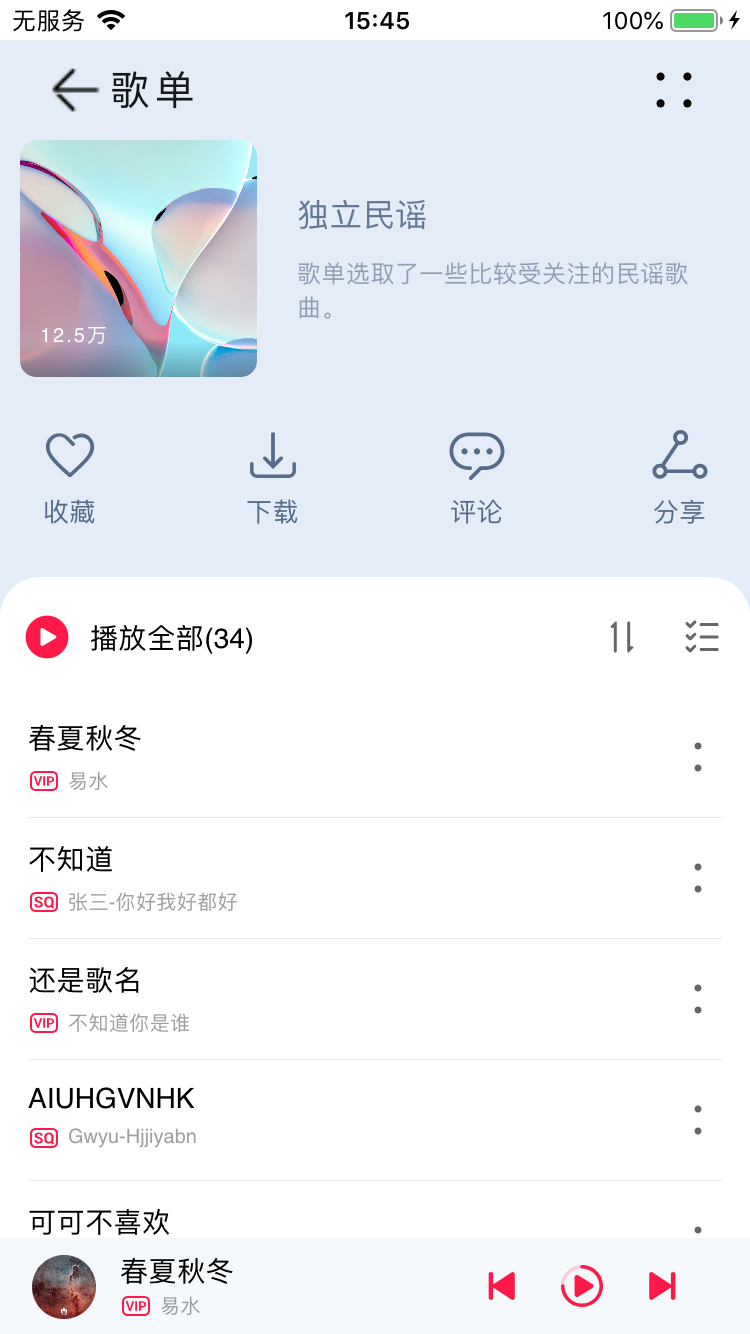 无服务 15:45 100%
歌单
独立民谣
歌单选取了一些比较受关注的民谣歌
曲。
12.5万
收藏 下载 评论 分享
播放全部(34)
春夏秋冬
VIP 易水
不知道
SQ 张三-你好我好都好
还是歌名
VIP 不知道你是谁
AIUHGVNHK
SQ Gwyu-Hjjiyabn
可可不喜欢
春夏秋冬
VIP 易水